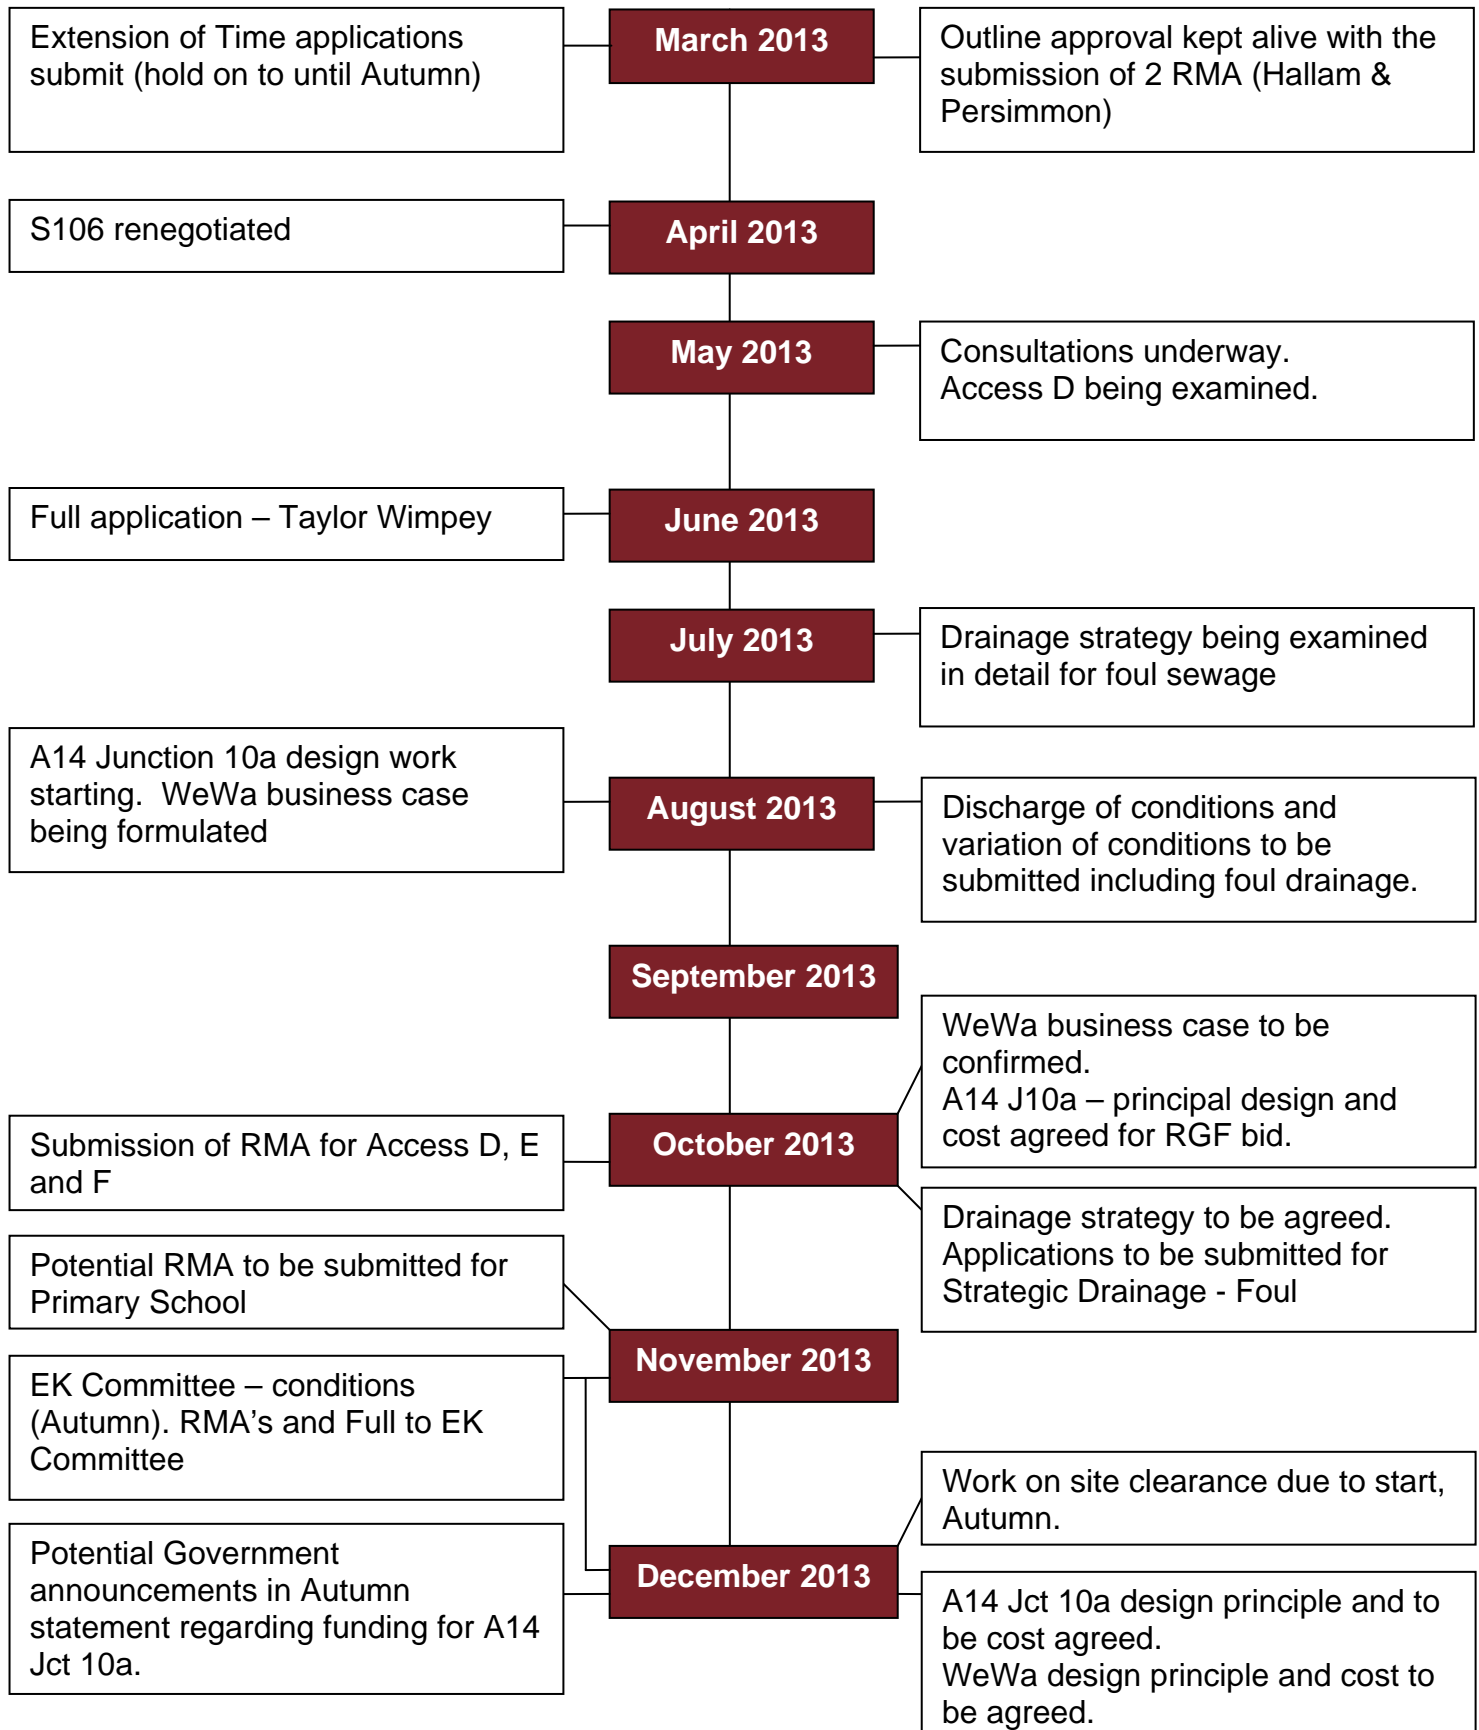 March 2013
Extension of Time applications
submit (hold on to until Autumn)
Outline approval kept alive with the
submission of 2 RMA (Hallam &
Persimmon)
April 2013
S106 renegotiated
May 2013
Consultations underway.
Access D being examined.
June 2013
Full application – Taylor Wimpey
July 2013
Drainage strategy being examined
in detail for foul sewage
August 2013
A14 Junction 10a design work
starting.  WeWa business case
being formulated
Discharge of conditions and
variation of conditions to be
submitted including foul drainage.
September 2013
October 2013
Submission of RMA for Access D, E
and F
WeWa business case to be
confirmed.
A14 J10a – principal design and
cost agreed for RGF bid.
Drainage strategy to be agreed.
Applications to be submitted for
Strategic Drainage - Foul
November 2013
Potential RMA to be submitted for
Primary School
EK Committee – conditions
(Autumn). RMA's and Full to EK
Committee
December 2013
Potential Government
announcements in Autumn
statement regarding funding for A14
Jct 10a.
Work on site clearance due to start,
Autumn.
A14 Jct 10a design principle and to
be cost agreed.
WeWa design principle and cost to
be agreed.